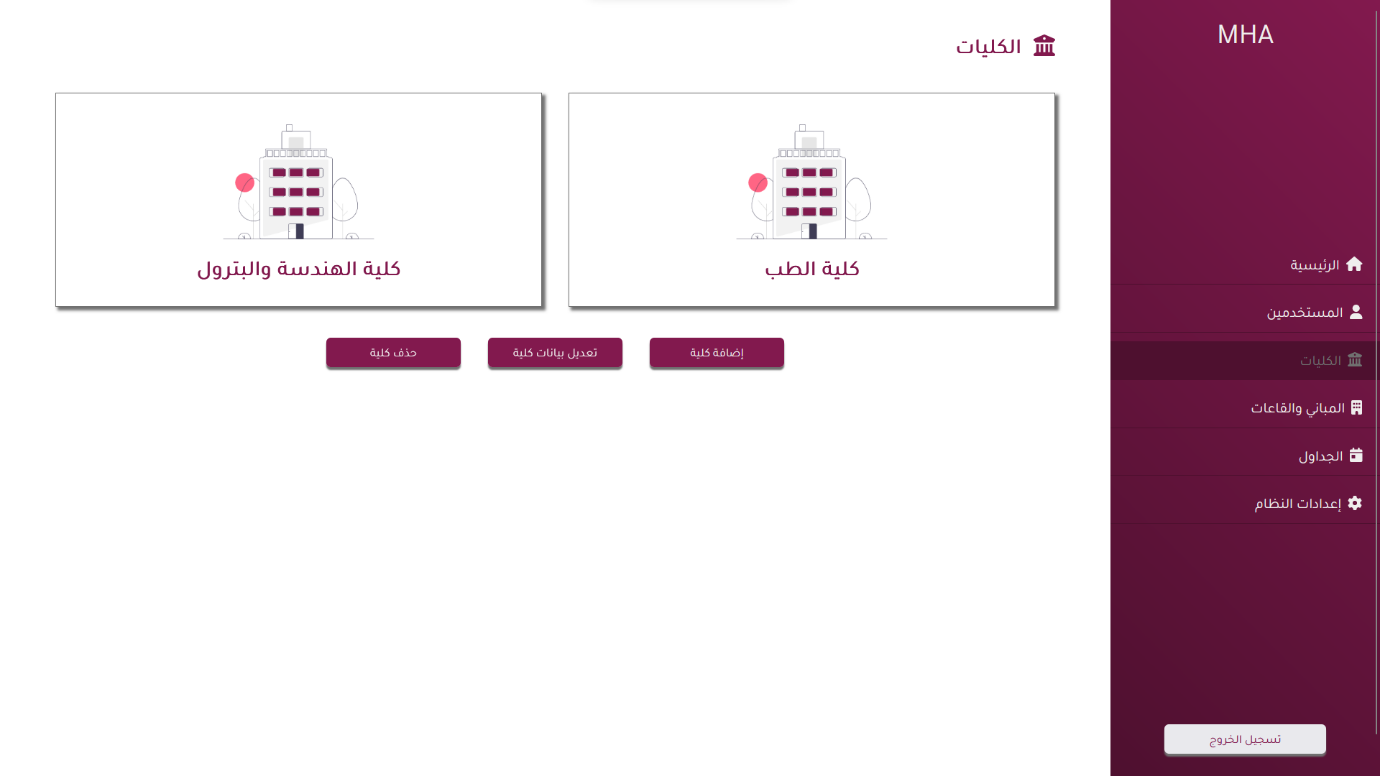 MHA
الرئيسية
المستخدمين
الكليات
المباني والقاعات
الجداول
إعدادات النظام
تسجيل الخروج
الكليات
كلية الطب
كلية الهندسة والبترول
إضافة كلية
تعديل بيانات كلية
حذف كلية